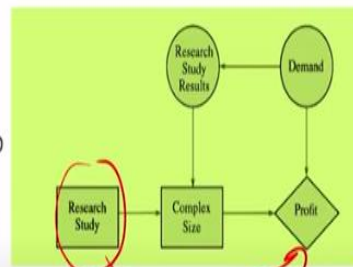 Research
Study
Results
Demand
Research
Study
Complex
Size
Profit